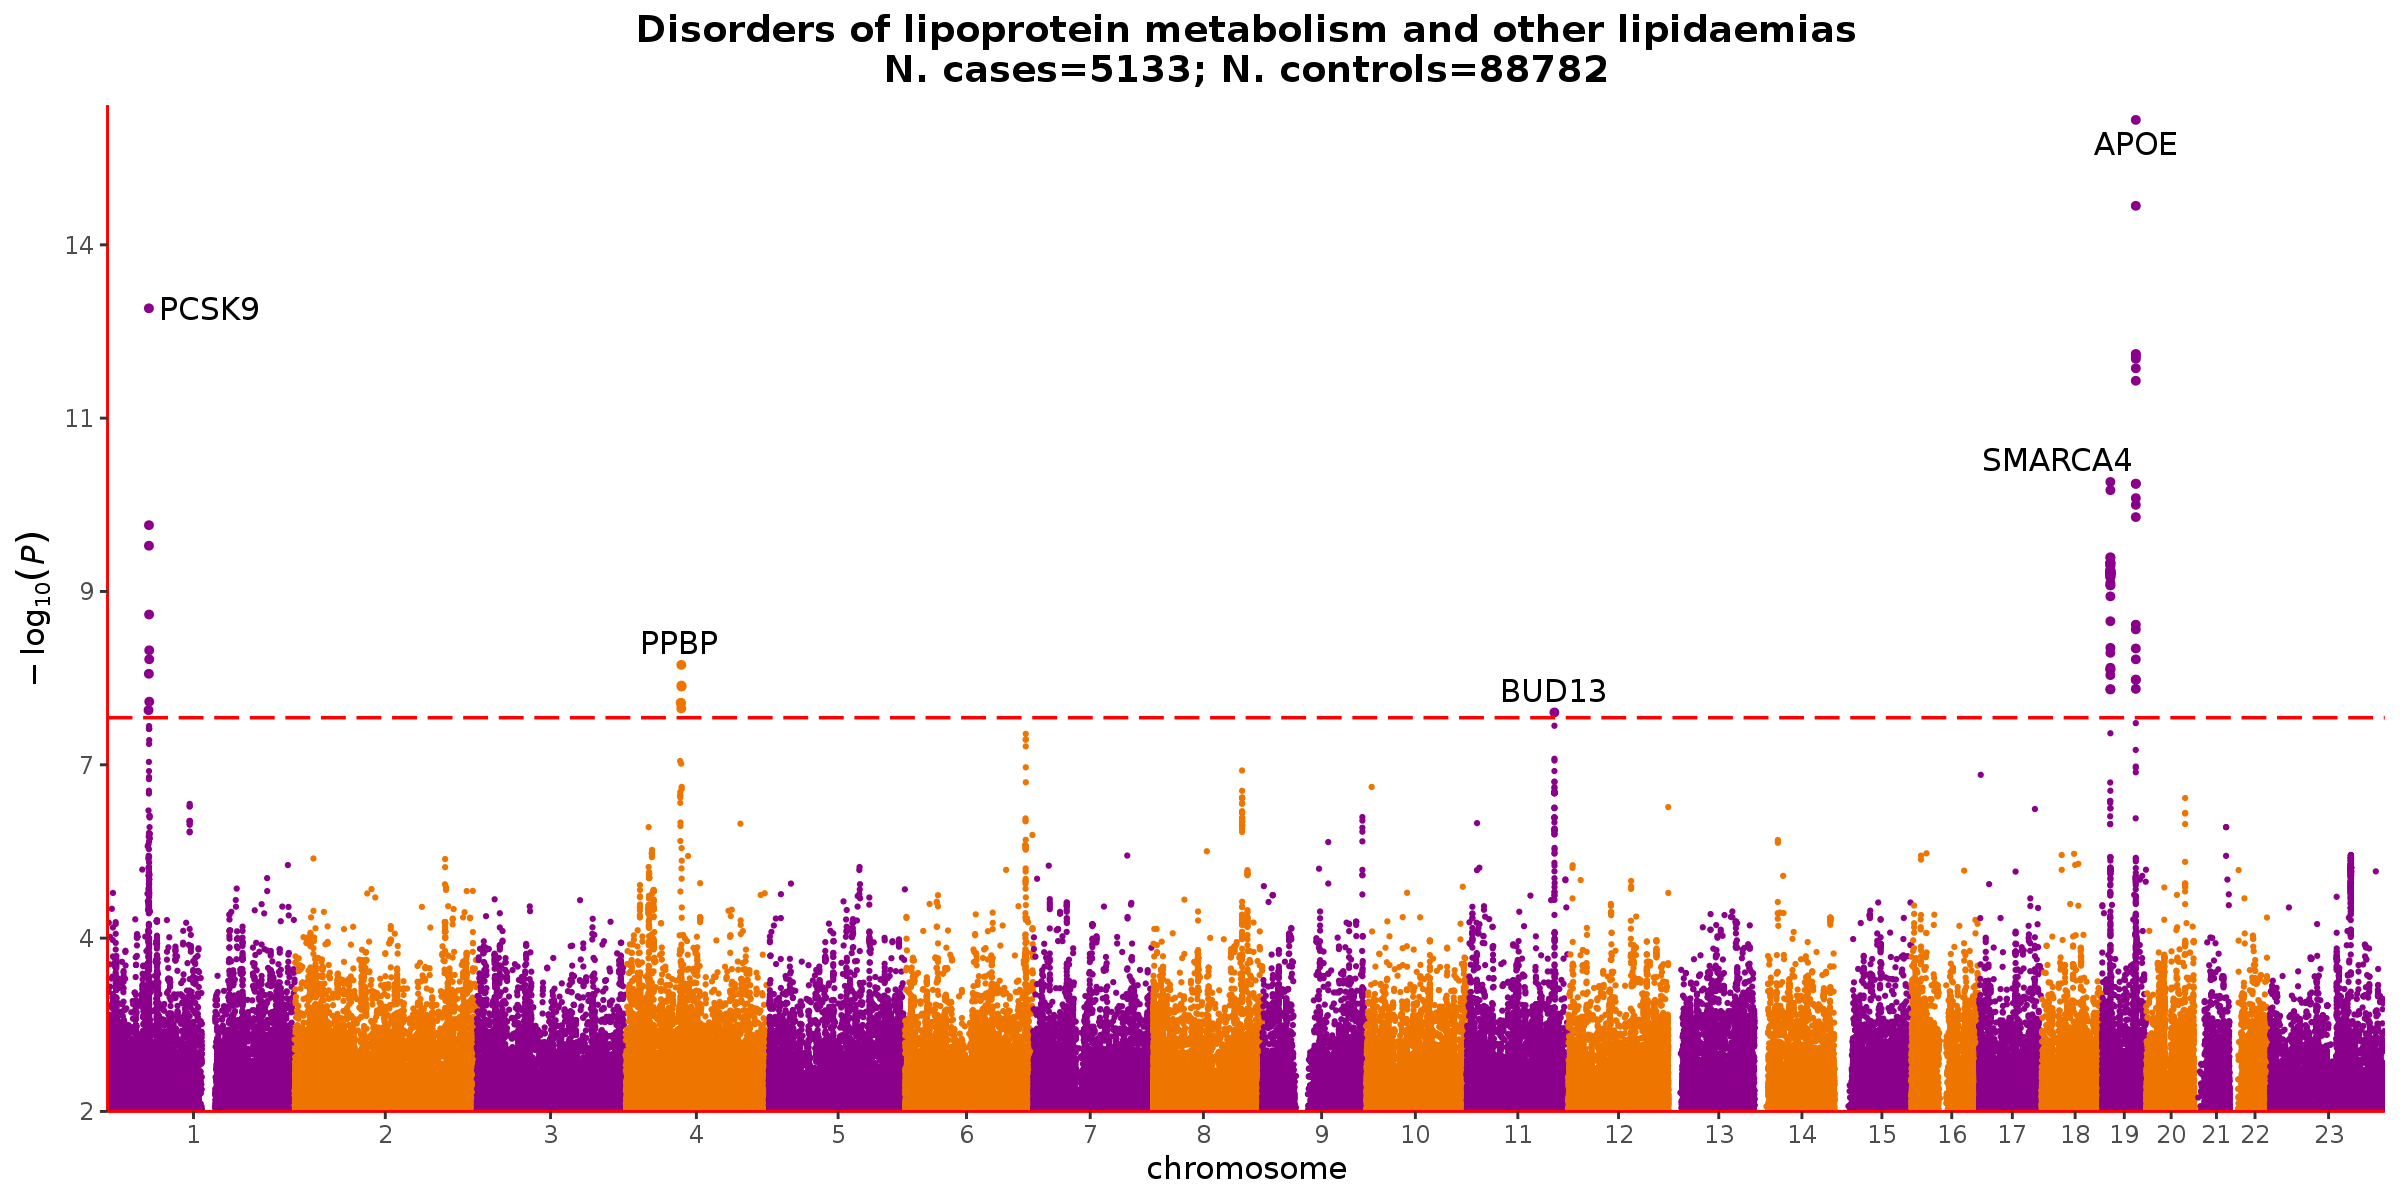 Disorders of lipoprotein metabolism and other lipidaemias
N. cases=5133; N. controls=88782
APOE
14
PCSK9
11
SMARCA4
− log₁₀(P)
9
PPBP
BUD13
7
4
2
1 2 3 4 5 6 7 8 9 10 11 12 13 14 15 16 17 18 19 20 21 22 23
chromosome